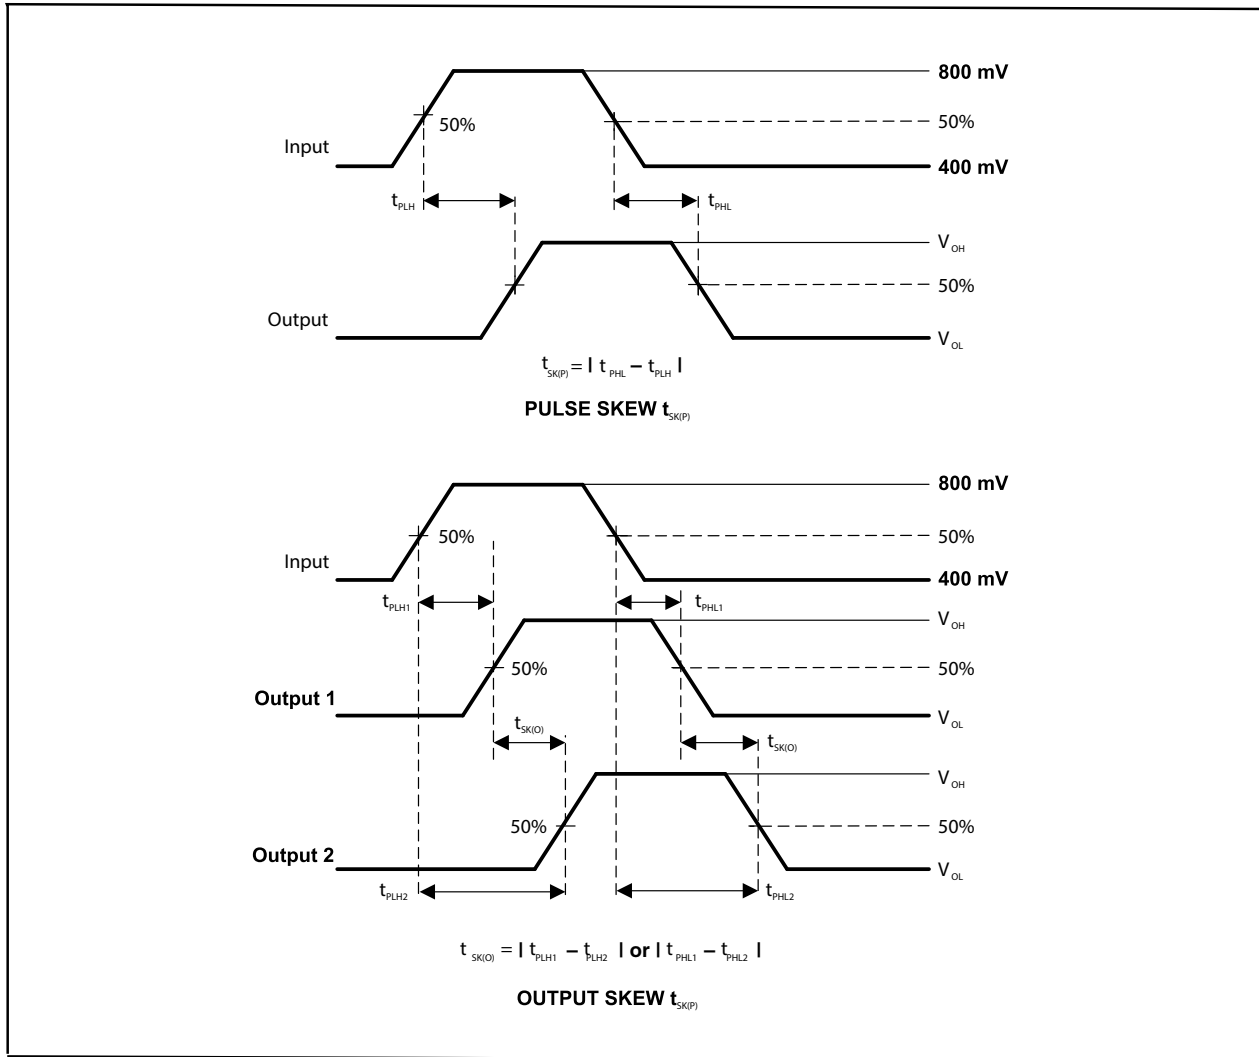 800 mV
50%
50%
Input
400 mV
tPLH
tPHL
VOH
50%
Output
VOL
tSK(P) = | tPHL – tPLH |
PULSE SKEW tSK(P)
800 mV
50%
50%
Input
400 mV
tPLH1
tPHL1
VOH
50%
50%
Output 1
VOL
tSK(O)
tSK(O)
VOH
50%
50%
Output 2
VOL
tPLH2
tPHL2
t SK(O) = | tPLH1 – tPLH2 | or | tPHL1 – tPHL2 |
OUTPUT SKEW tSK(P)